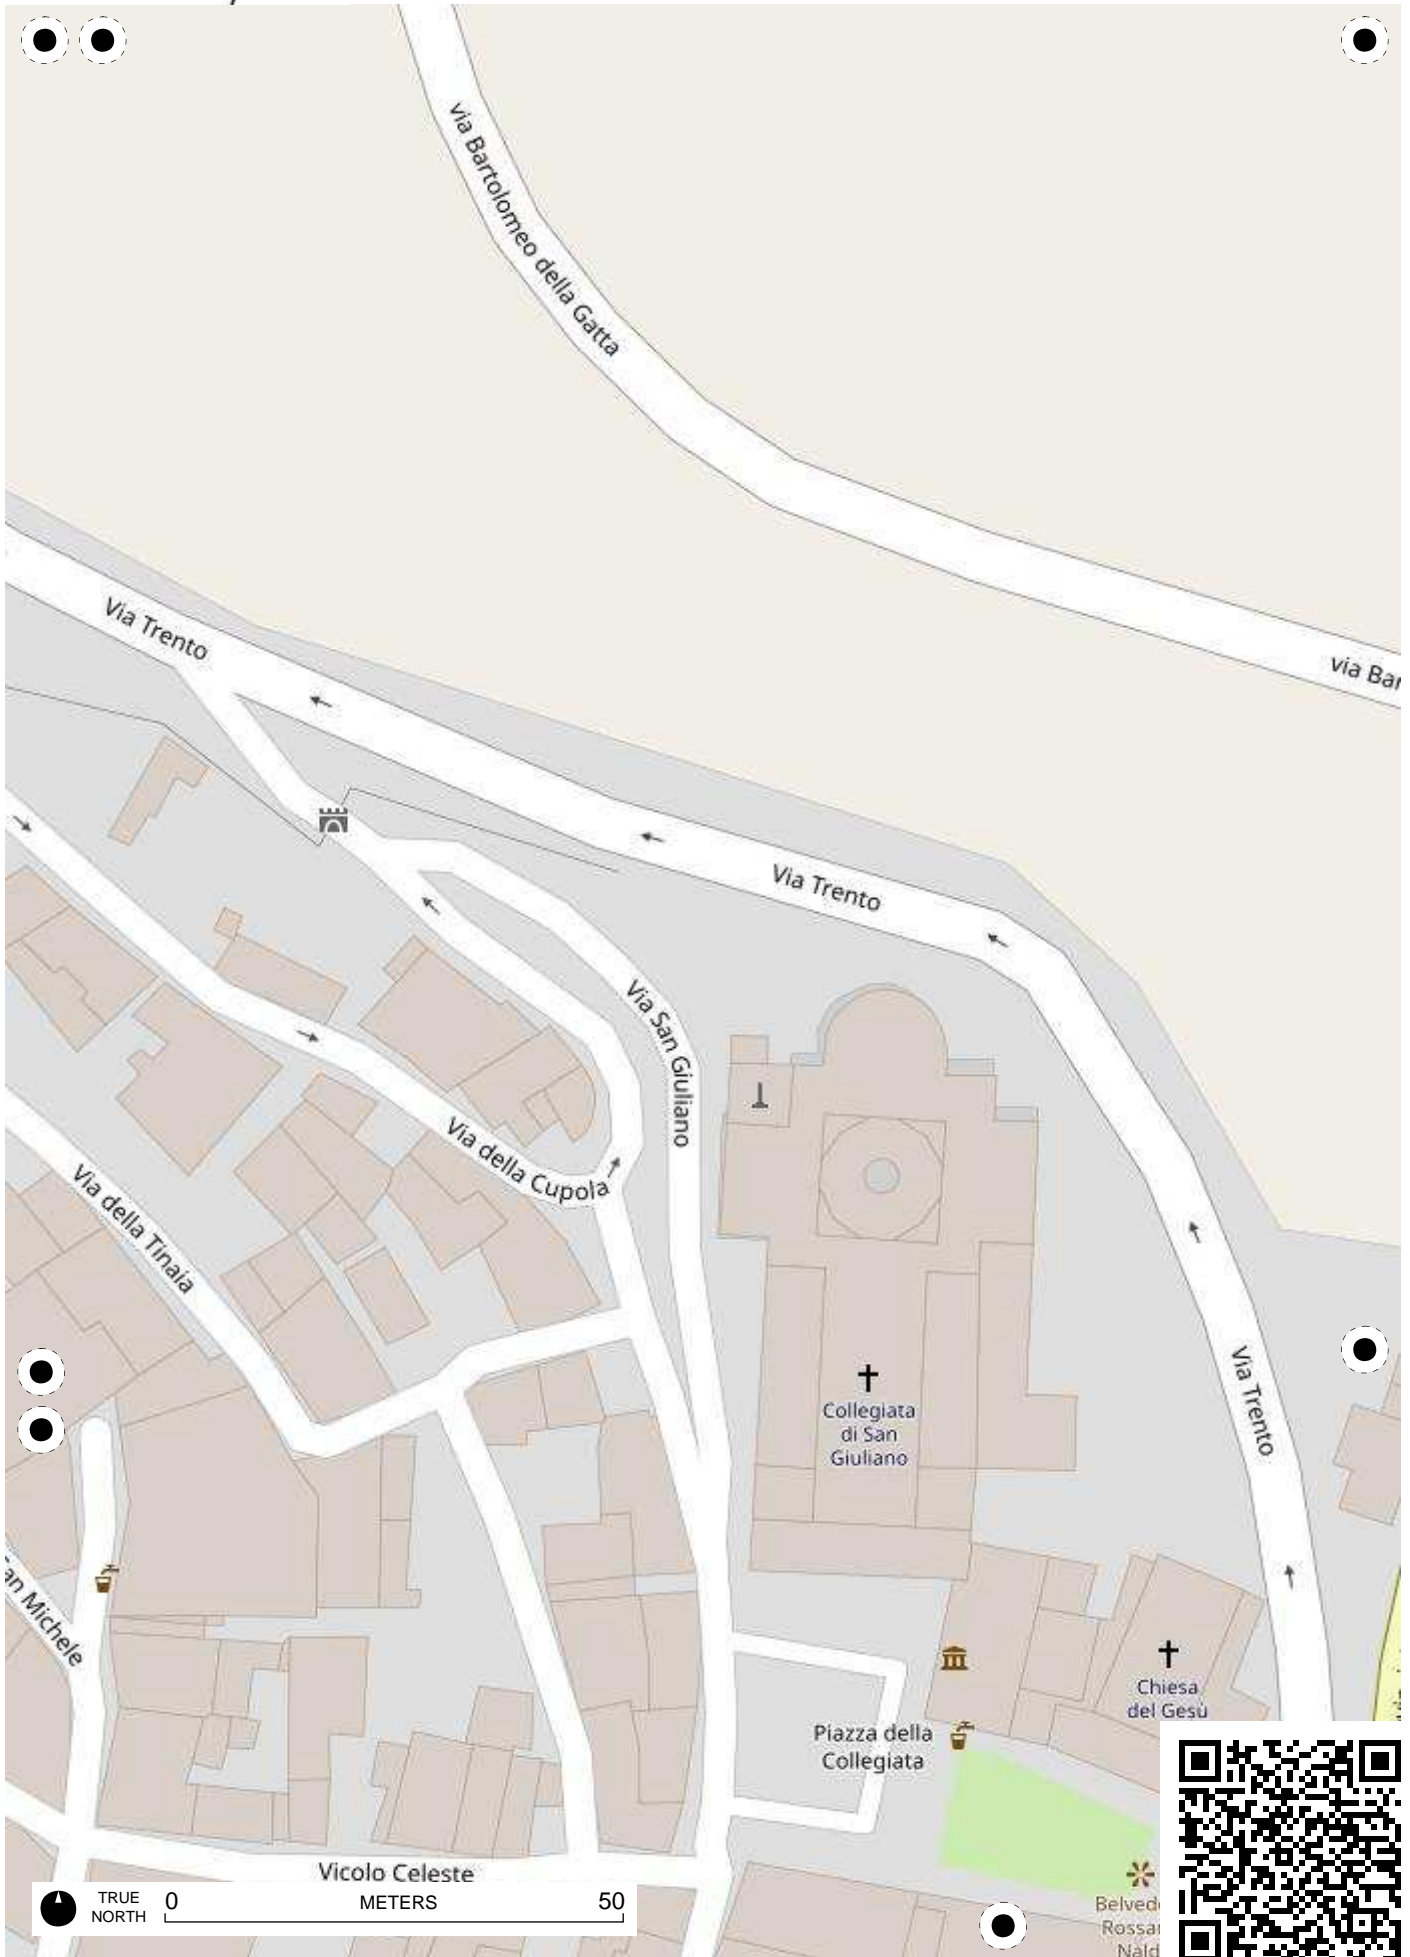 via Bartolomeo della Gatta
via Bar
Via Trento
Via Trento
Via San Giuliano
Via della Cupola
Via della Tinaia
Via Trento
Collegiata
di San
Giuliano
an Michele
Chiesa
del Gesù
Piazza della
Collegiata
Vicolo Celeste
TRUE
NORTH
0 METERS 50
Belved
Rossa
Nald